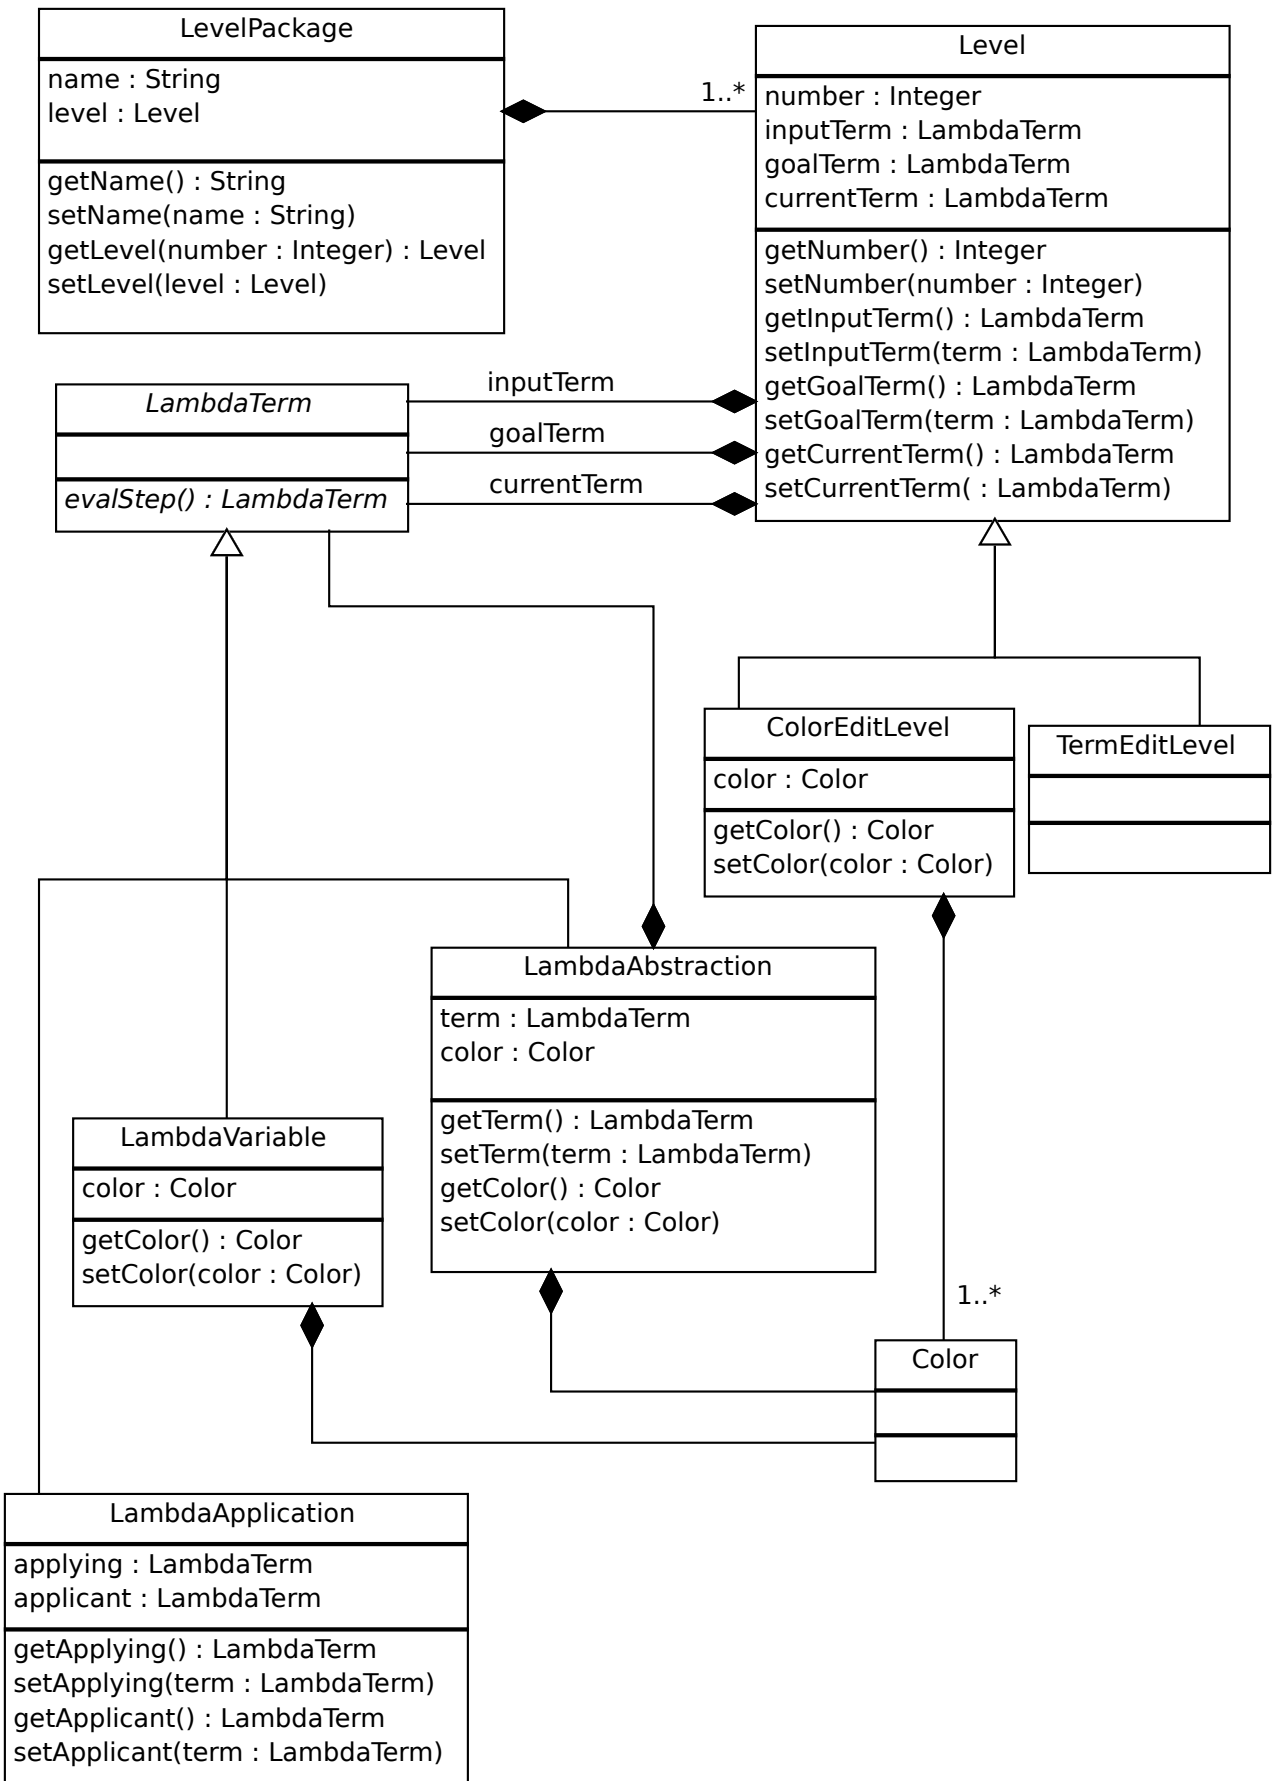 LevelPackage
name : String
level : Level
getName() : String
setName(name : String)
getLevel(number : Integer) : Level
setLevel(level : Level)
1..*
Level
number : Integer
inputTerm : LambdaTerm
goalTerm : LambdaTerm
currentTerm : LambdaTerm
getNumber() : Integer
setNumber(number : Integer)
getInputTerm() : LambdaTerm
setInputTerm(term : LambdaTerm)
getGoalTerm() : LambdaTerm
setGoalTerm(term : LambdaTerm)
getCurrentTerm() : LambdaTerm
setCurrentTerm( : LambdaTerm)
LambdaTerm
evalStep() : LambdaTerm
inputTerm
goalTerm
currentTerm
ColorEditLevel
color : Color
getColor() : Color
setColor(color : Color)
TermEditLevel
LambdaAbstraction
term : LambdaTerm
color : Color
getTerm() : LambdaTerm
setTerm(term : LambdaTerm)
getColor() : Color
setColor(color : Color)
LambdaVariable
color : Color
getColor() : Color
setColor(color : Color)
1..*
Color
LambdaApplication
applying : LambdaTerm
applicant : LambdaTerm
getApplying() : LambdaTerm
setApplying(term : LambdaTerm)
getApplicant() : LambdaTerm
setApplicant(term : LambdaTerm)